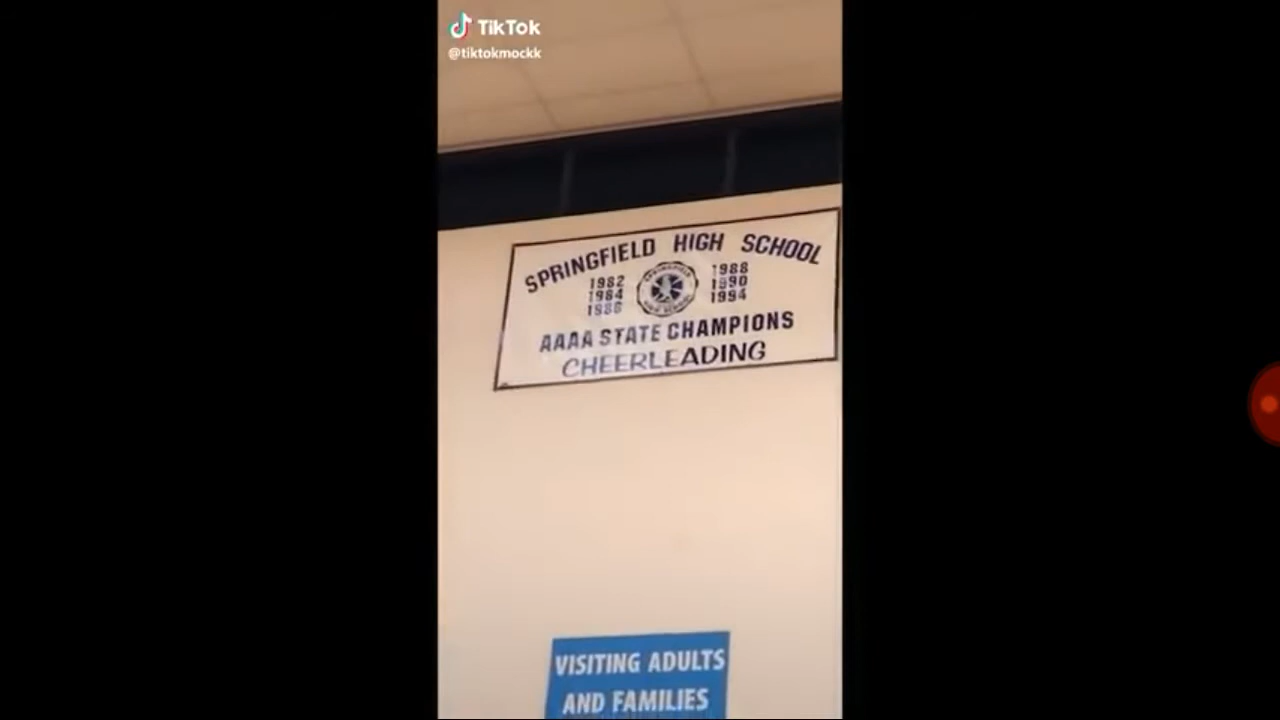 TikTok
@tiktokmockk
SPRINGFIELD HIGH SCHOOL
1982 1988
1984 1990
1986 1994
AAAA STATE CHAMPIONS
CHEERLEADING
VISITING ADULTS
AND FAMILIES